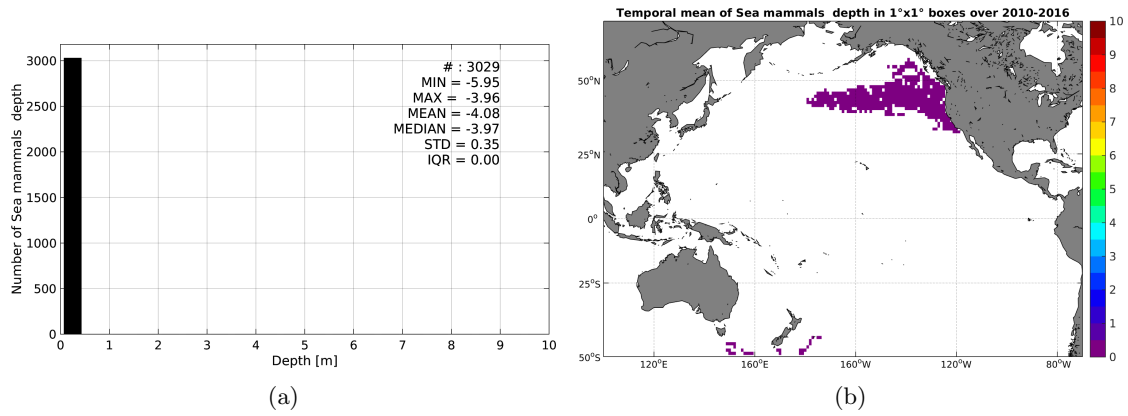 3000
2500
2000
1500
1000
500
0
Number of Sea mammals  depth
# : 3029
MIN = -5.95
MAX =  -3.96
MEAN = -4.08
MEDIAN = -3.97
STD = 0.35
IQR = 0.00
0 1 2 3 4 5 6 7 8 9 10
Depth [m]
(a)
Temporal mean of Sea mammals  depth in 1°x1° boxes over 2010-2016
50°N
25°N
0°
25°S
50°S
120°E 160°E 160°W 120°W 80°W
10
9
8
7
6
5
4
3
2
1
0
(b)